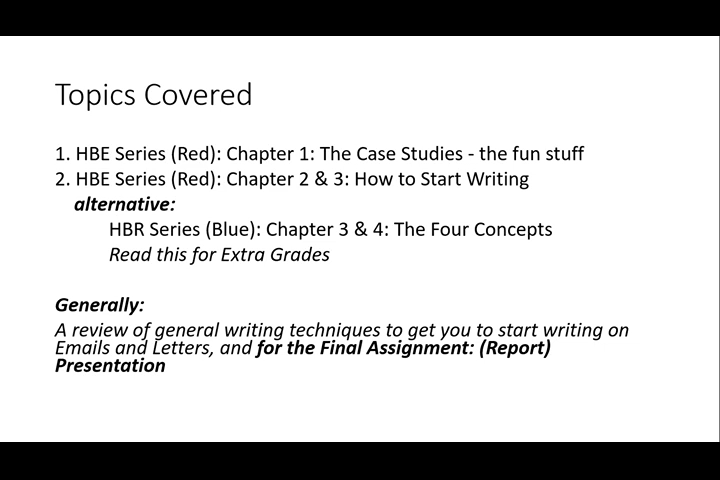 Topics Covered
1. HBE Series (Red): Chapter 1: The Case Studies - the fun stuff
2. HBE Series (Red): Chapter 2 & 3: How to Start Writing
alternative:
HBR Series (Blue): Chapter 3 & 4: The Four Concepts
Read this for Extra Grades
Generally:
A review of general writing techniques to get you to start writing on
Emails and Letters, and for the Final Assignment: (Report)
Presentation